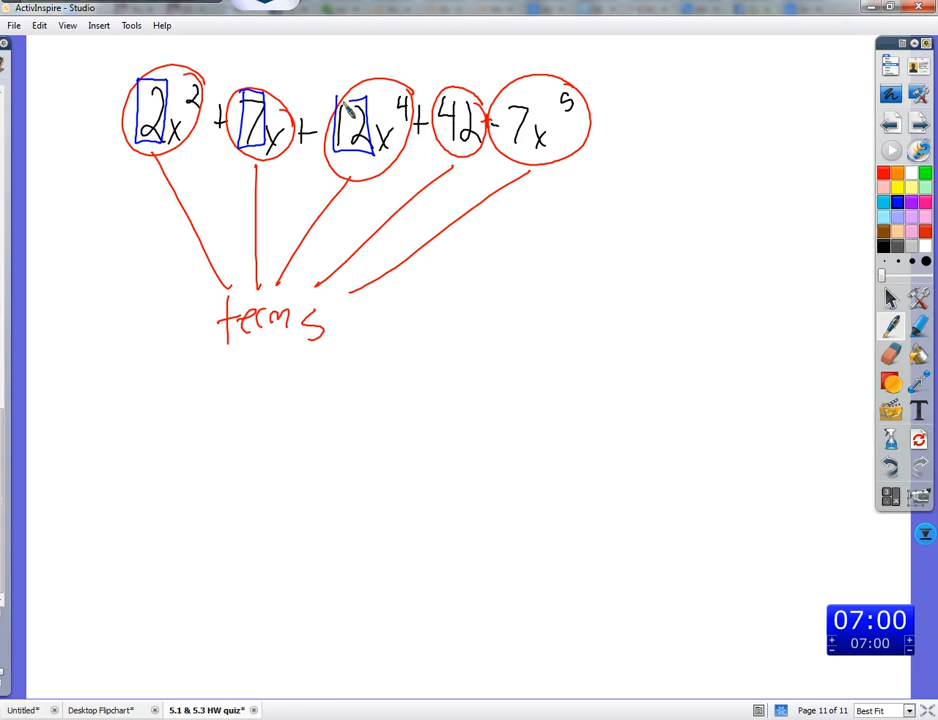 ActivInspire - Studio
File Edit View Insert Tools Help
2x² + 7x + 12x⁴ + 42 - 7x⁵
terms
07:00
07:00
Untitled* Desktop Flipchart* 5.1 & 5.3 HW quiz* Page 11 of 11 Best Fit